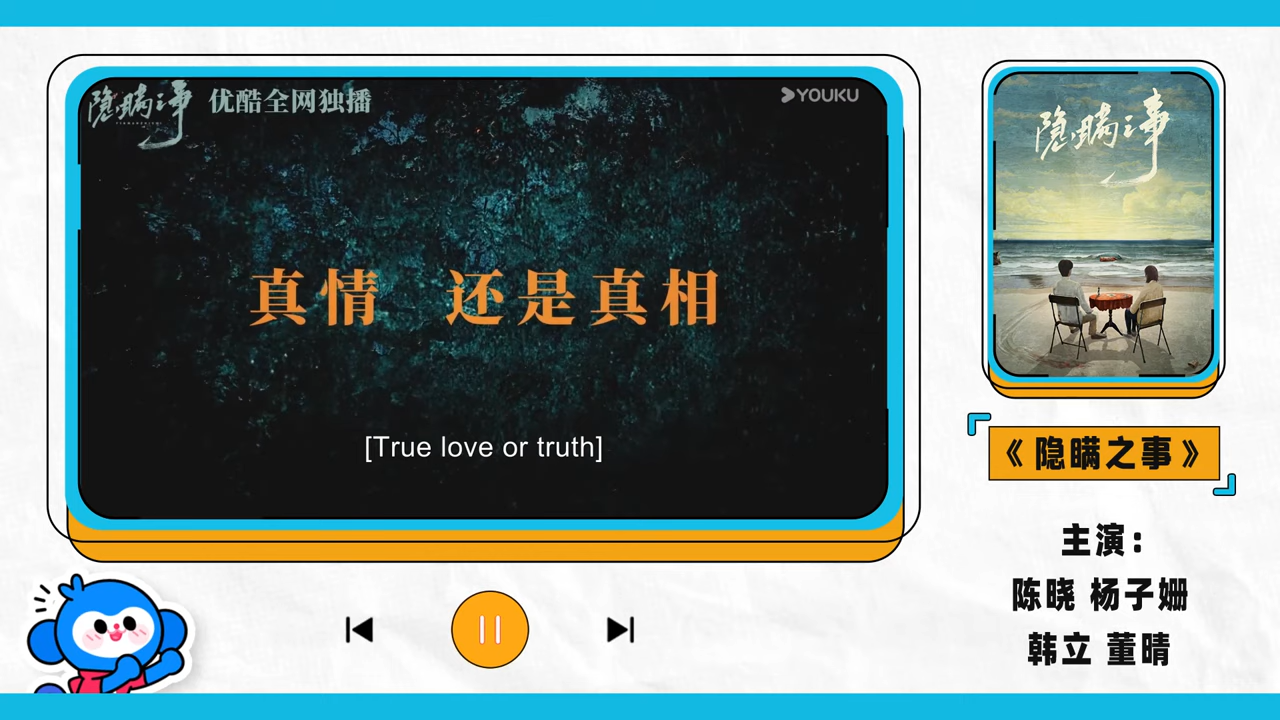 隐瞒之事 优酷全网独播
YOUKU
真情 还是真相
[True love or truth]
隐瞒之事
《隐瞒之事》
主演：
陈晓 杨子姗
韩立 董晴